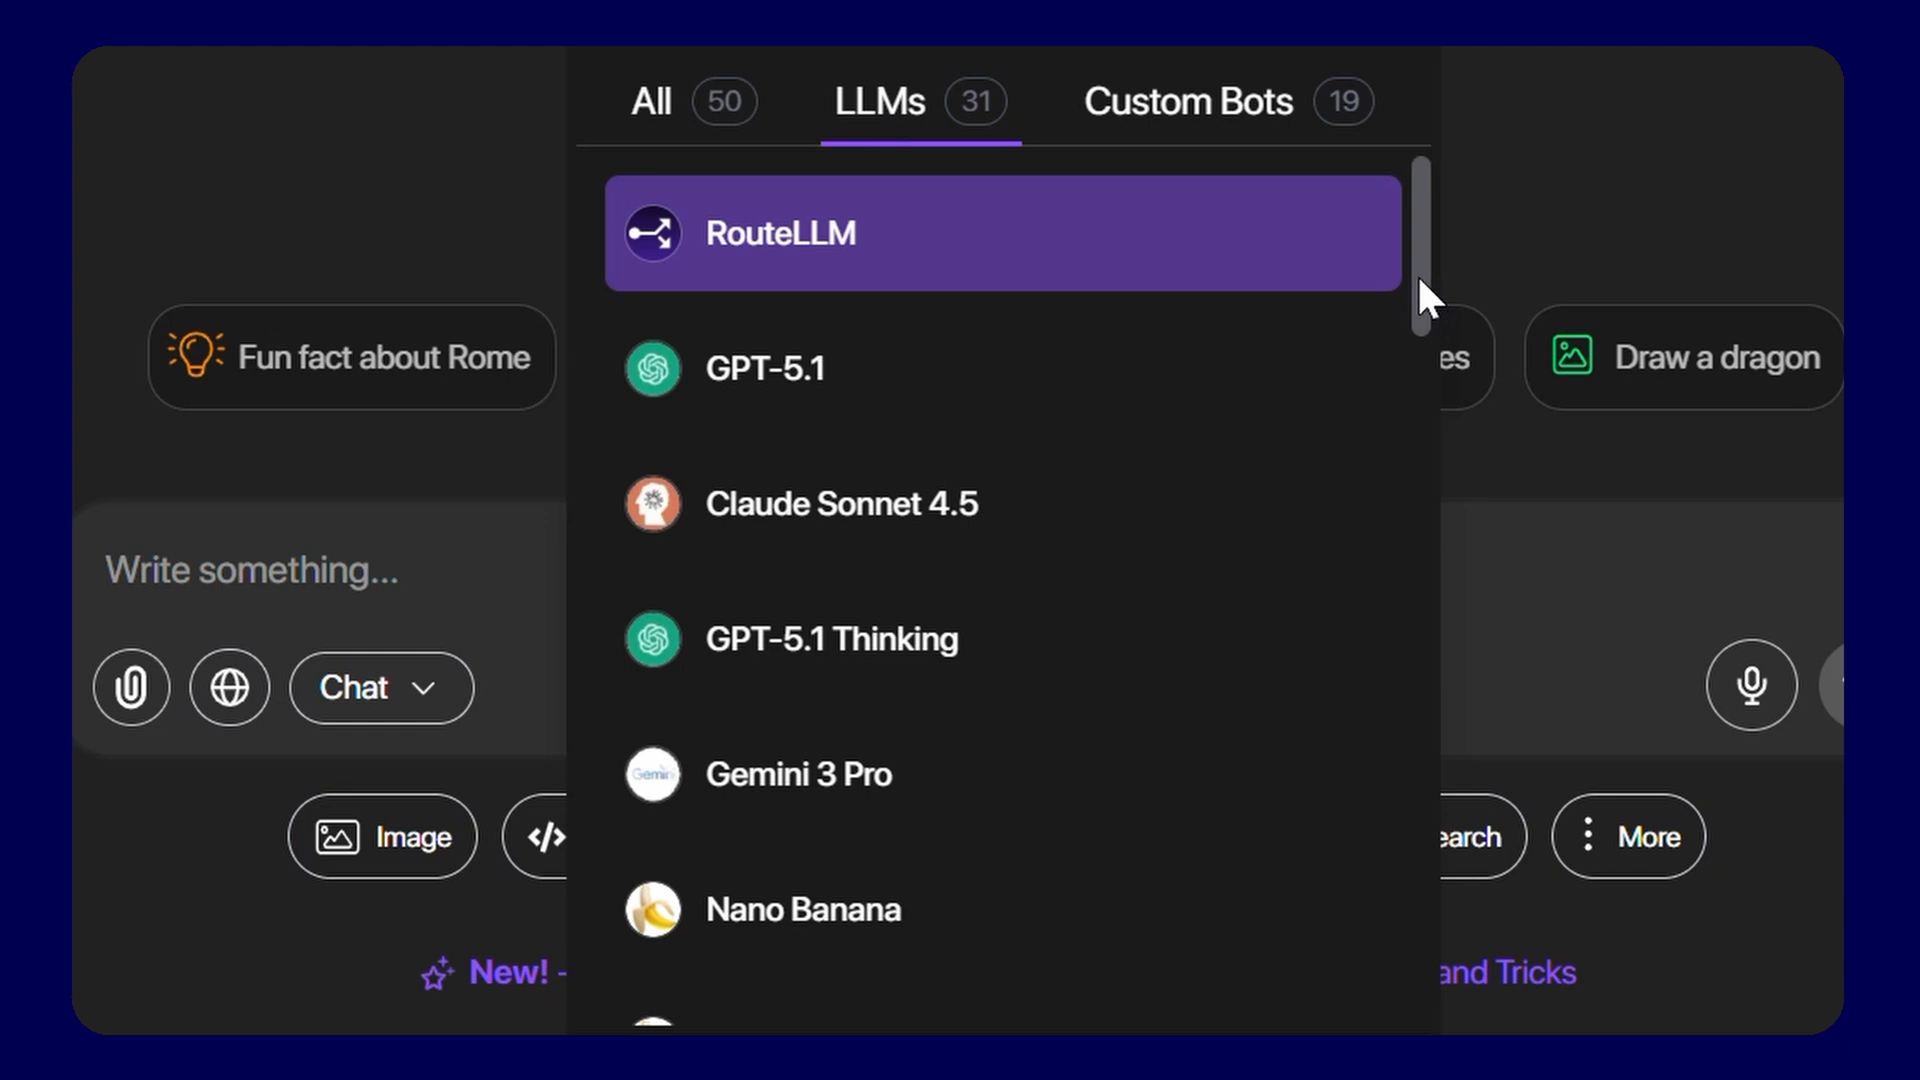 All 50 LLMs 31 Custom Bots 19
RouteLLM
GPT-5.1
Claude Sonnet 4.5
GPT-5.1 Thinking
Gemini 3 Pro
Nano Banana
Fun fact about Rome
es
Draw a dragon
Write something...
Chat
Image
earch
More
New! -
and Tricks